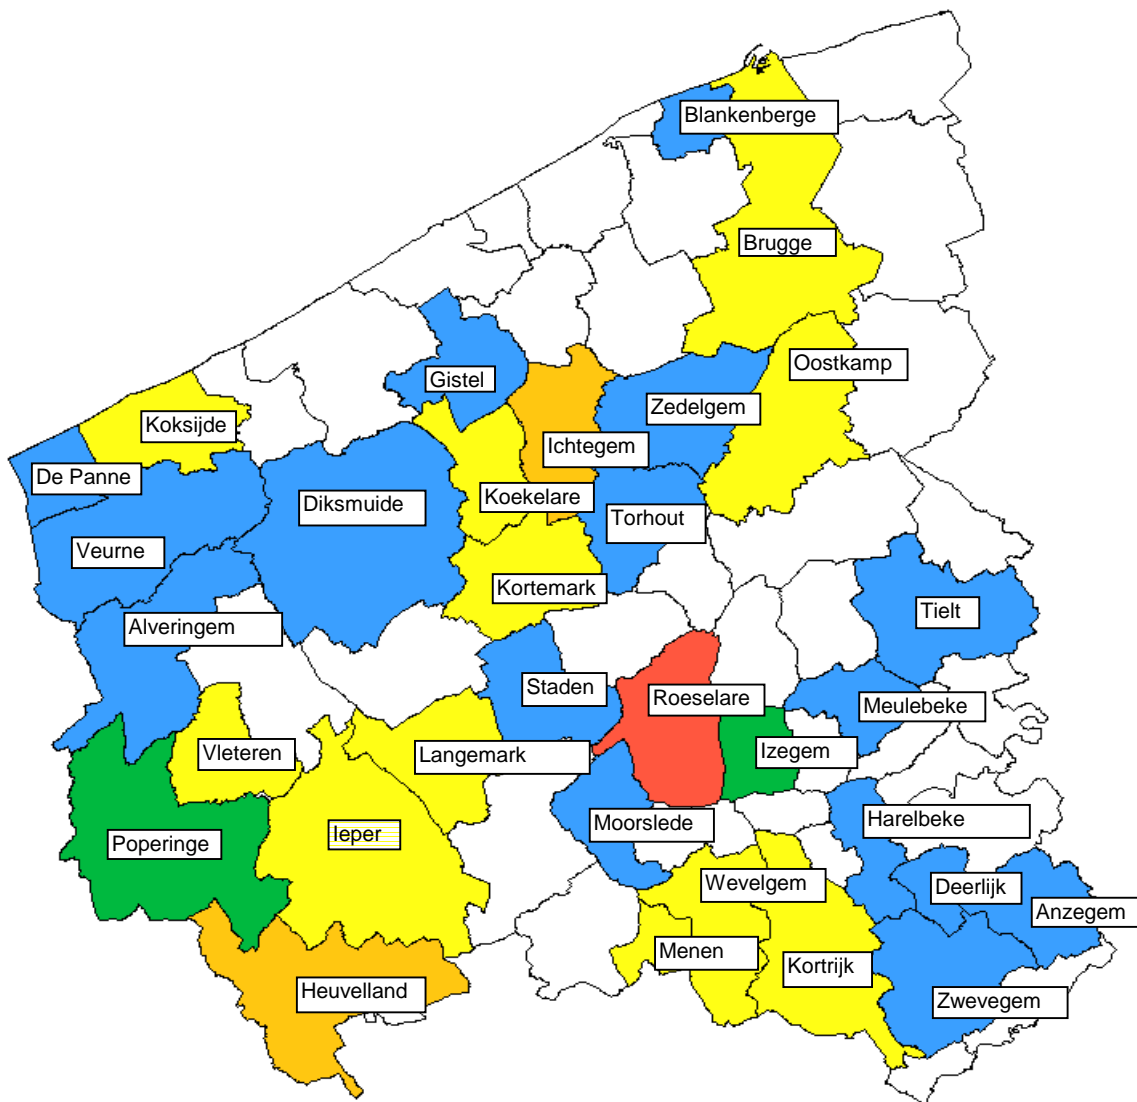 Blankenberge
Brugge
Oostkamp
Gistel
Koksijde
Zedelgem
Ichtegem
De Panne
Koekelare
Diksmuide
Torhout
Veurne
Kortemark
Tielt
Alveringem
Staden
Roeselare
Meulebeke
Vleteren
Langemark
Izegem
Ieper
Moorslede
Harelbeke
Poperinge
Wevelgem
Deerlijk
Anzegem
Menen
Kortrijk
Heuvelland
Zwevegem